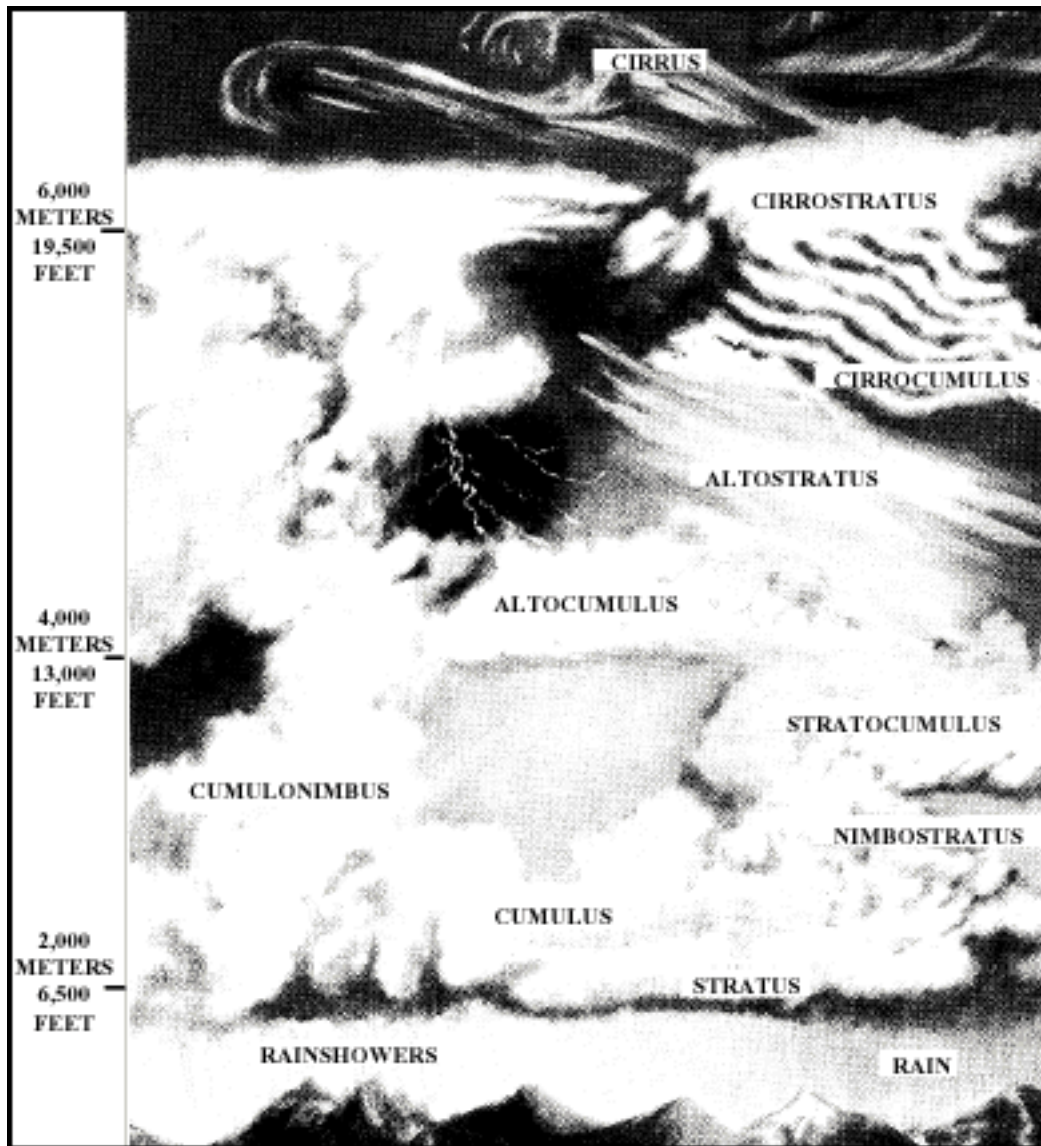 CIRRUS
6,000
METERS
19,500
FEET
CIRROSTRATUS
CIRROCUMULUS
ALTOSTRATUS
ALTOCUMULUS
4,000
METERS
13,000
FEET
STRATOCUMULUS
CUMULONIMBUS
NIMBOSTRATUS
CUMULUS
2,000
METERS
6,500
FEET
STRATUS
RAINSHOWERS
RAIN